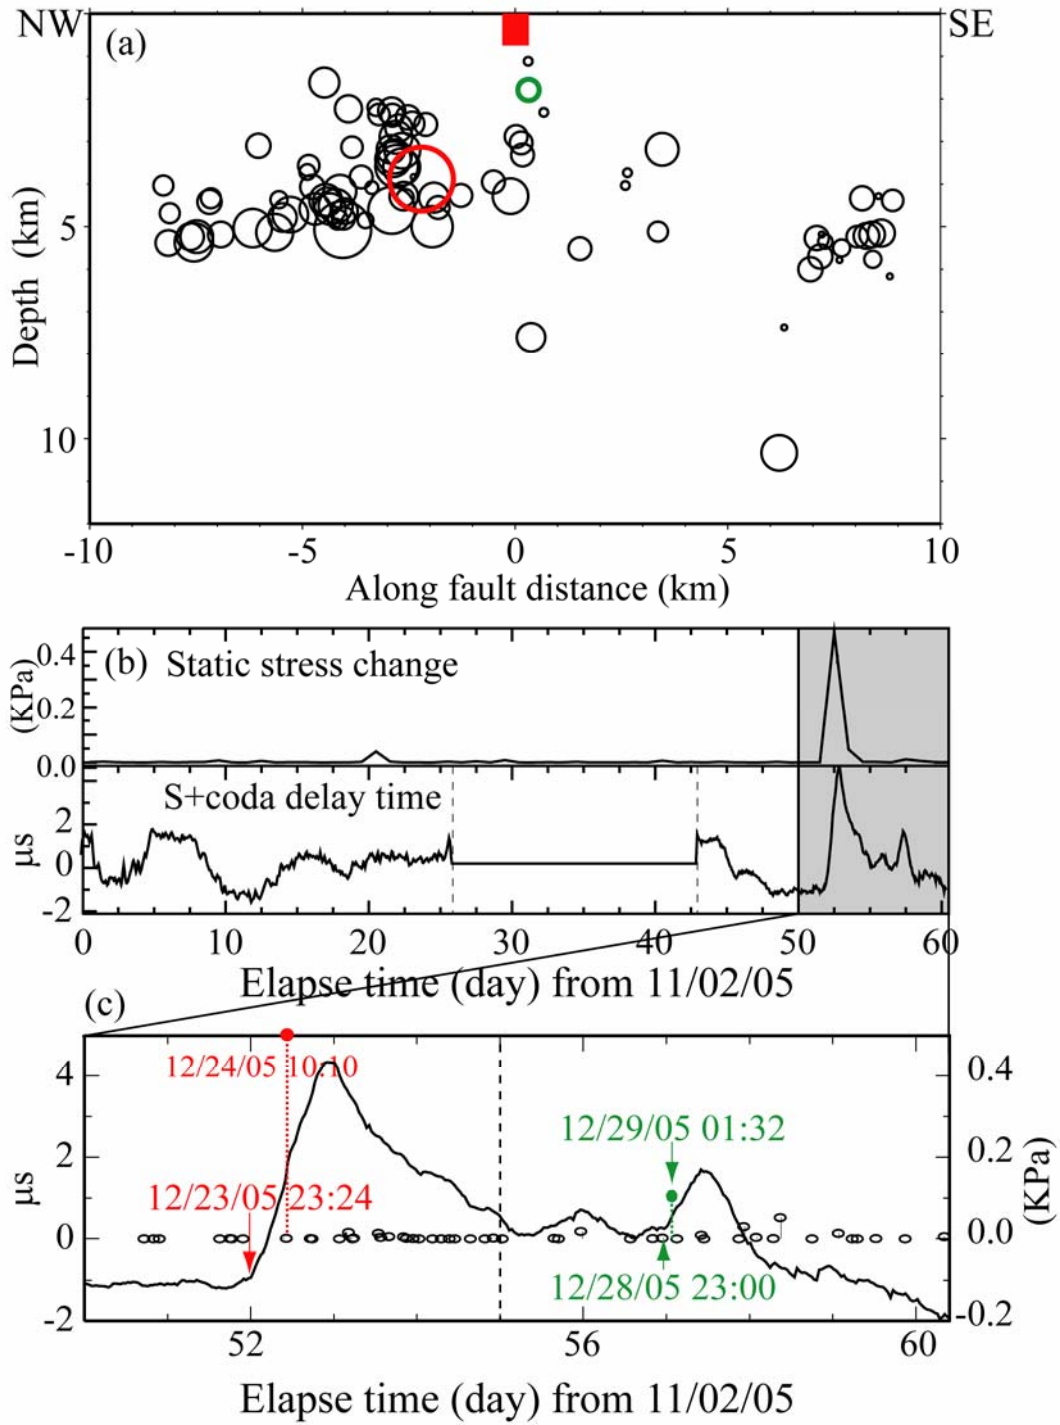 NW SE
(a)
5
10
Depth (km)
-10 -5 0 5 10
Along fault distance (km)
(b) Static stress change
0.4
0.2
0.0
(KPa)
S+coda delay time
2
0
-2
µs
0 10 20 30 40 50 60
Elapse time (day) from 11/02/05
(c)
4
2
0
-2
µs
12/24/05 10:10
12/23/05 23:24
12/29/05 01:32
12/28/05 23:00
0.4
0.2
0.0
-0.2
(KPa)
52 56 60
Elapse time (day) from 11/02/05